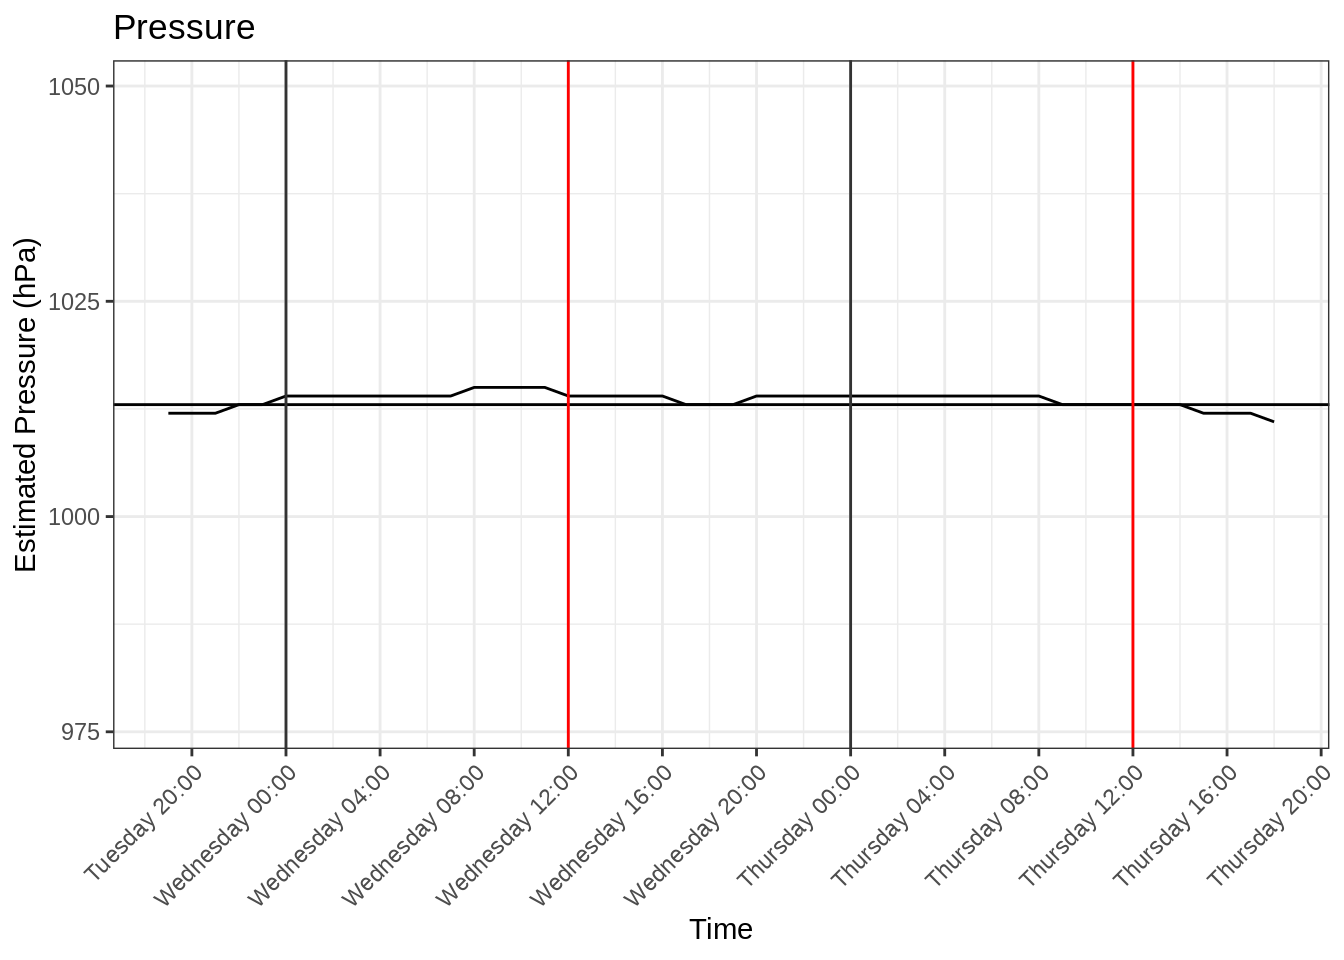 Pressure
1050
1025
1000
975
Estimated Pressure (hPa)
Tuesday 20:00
Wednesday 00:00
Wednesday 04:00
Wednesday 08:00
Wednesday 12:00
Wednesday 16:00
Wednesday 20:00
Thursday 00:00
Thursday 04:00
Thursday 08:00
Thursday 12:00
Thursday 16:00
Thursday 20:00
Time